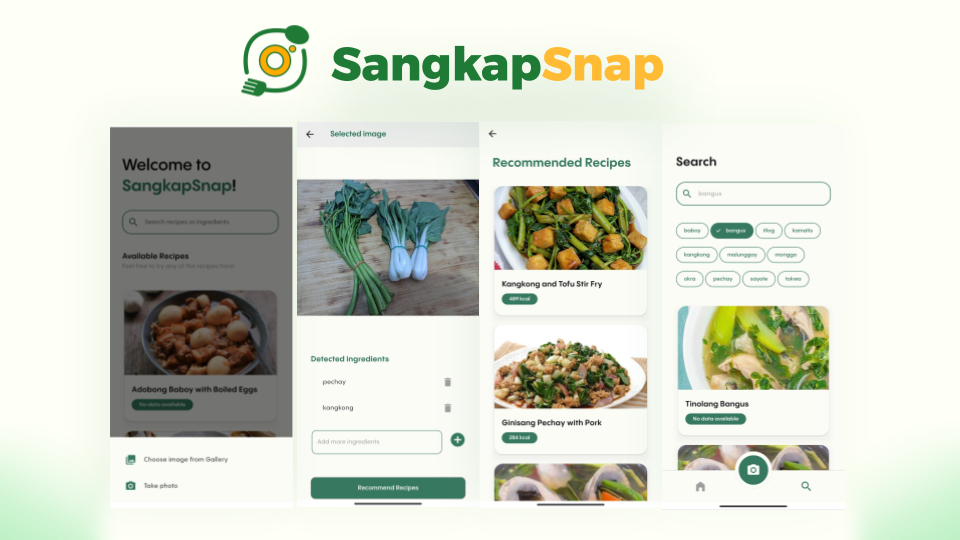 SangkapSnap
Welcome to
SangkapSnap!
Search recipes or ingredients
Available Recipes
Feel free to try any of the recipes here!
Adobong Baboy with Boiled Eggs
No data available
Choose image from Gallery
Take photo
Selected image
Detected ingredients
pechay
kangkong
Add more ingredients
Recommend Recipes
Recommended Recipes
Kangkong and Tofu Stir Fry
489 kcal
Ginisang Pechay with Pork
284 kcal
Search
bangus
baboy
bangus
itlog
kamatis
kangkong
malunggay
monggo
okra
pechay
sayote
tokwa
Tinolang Bangus
No data available